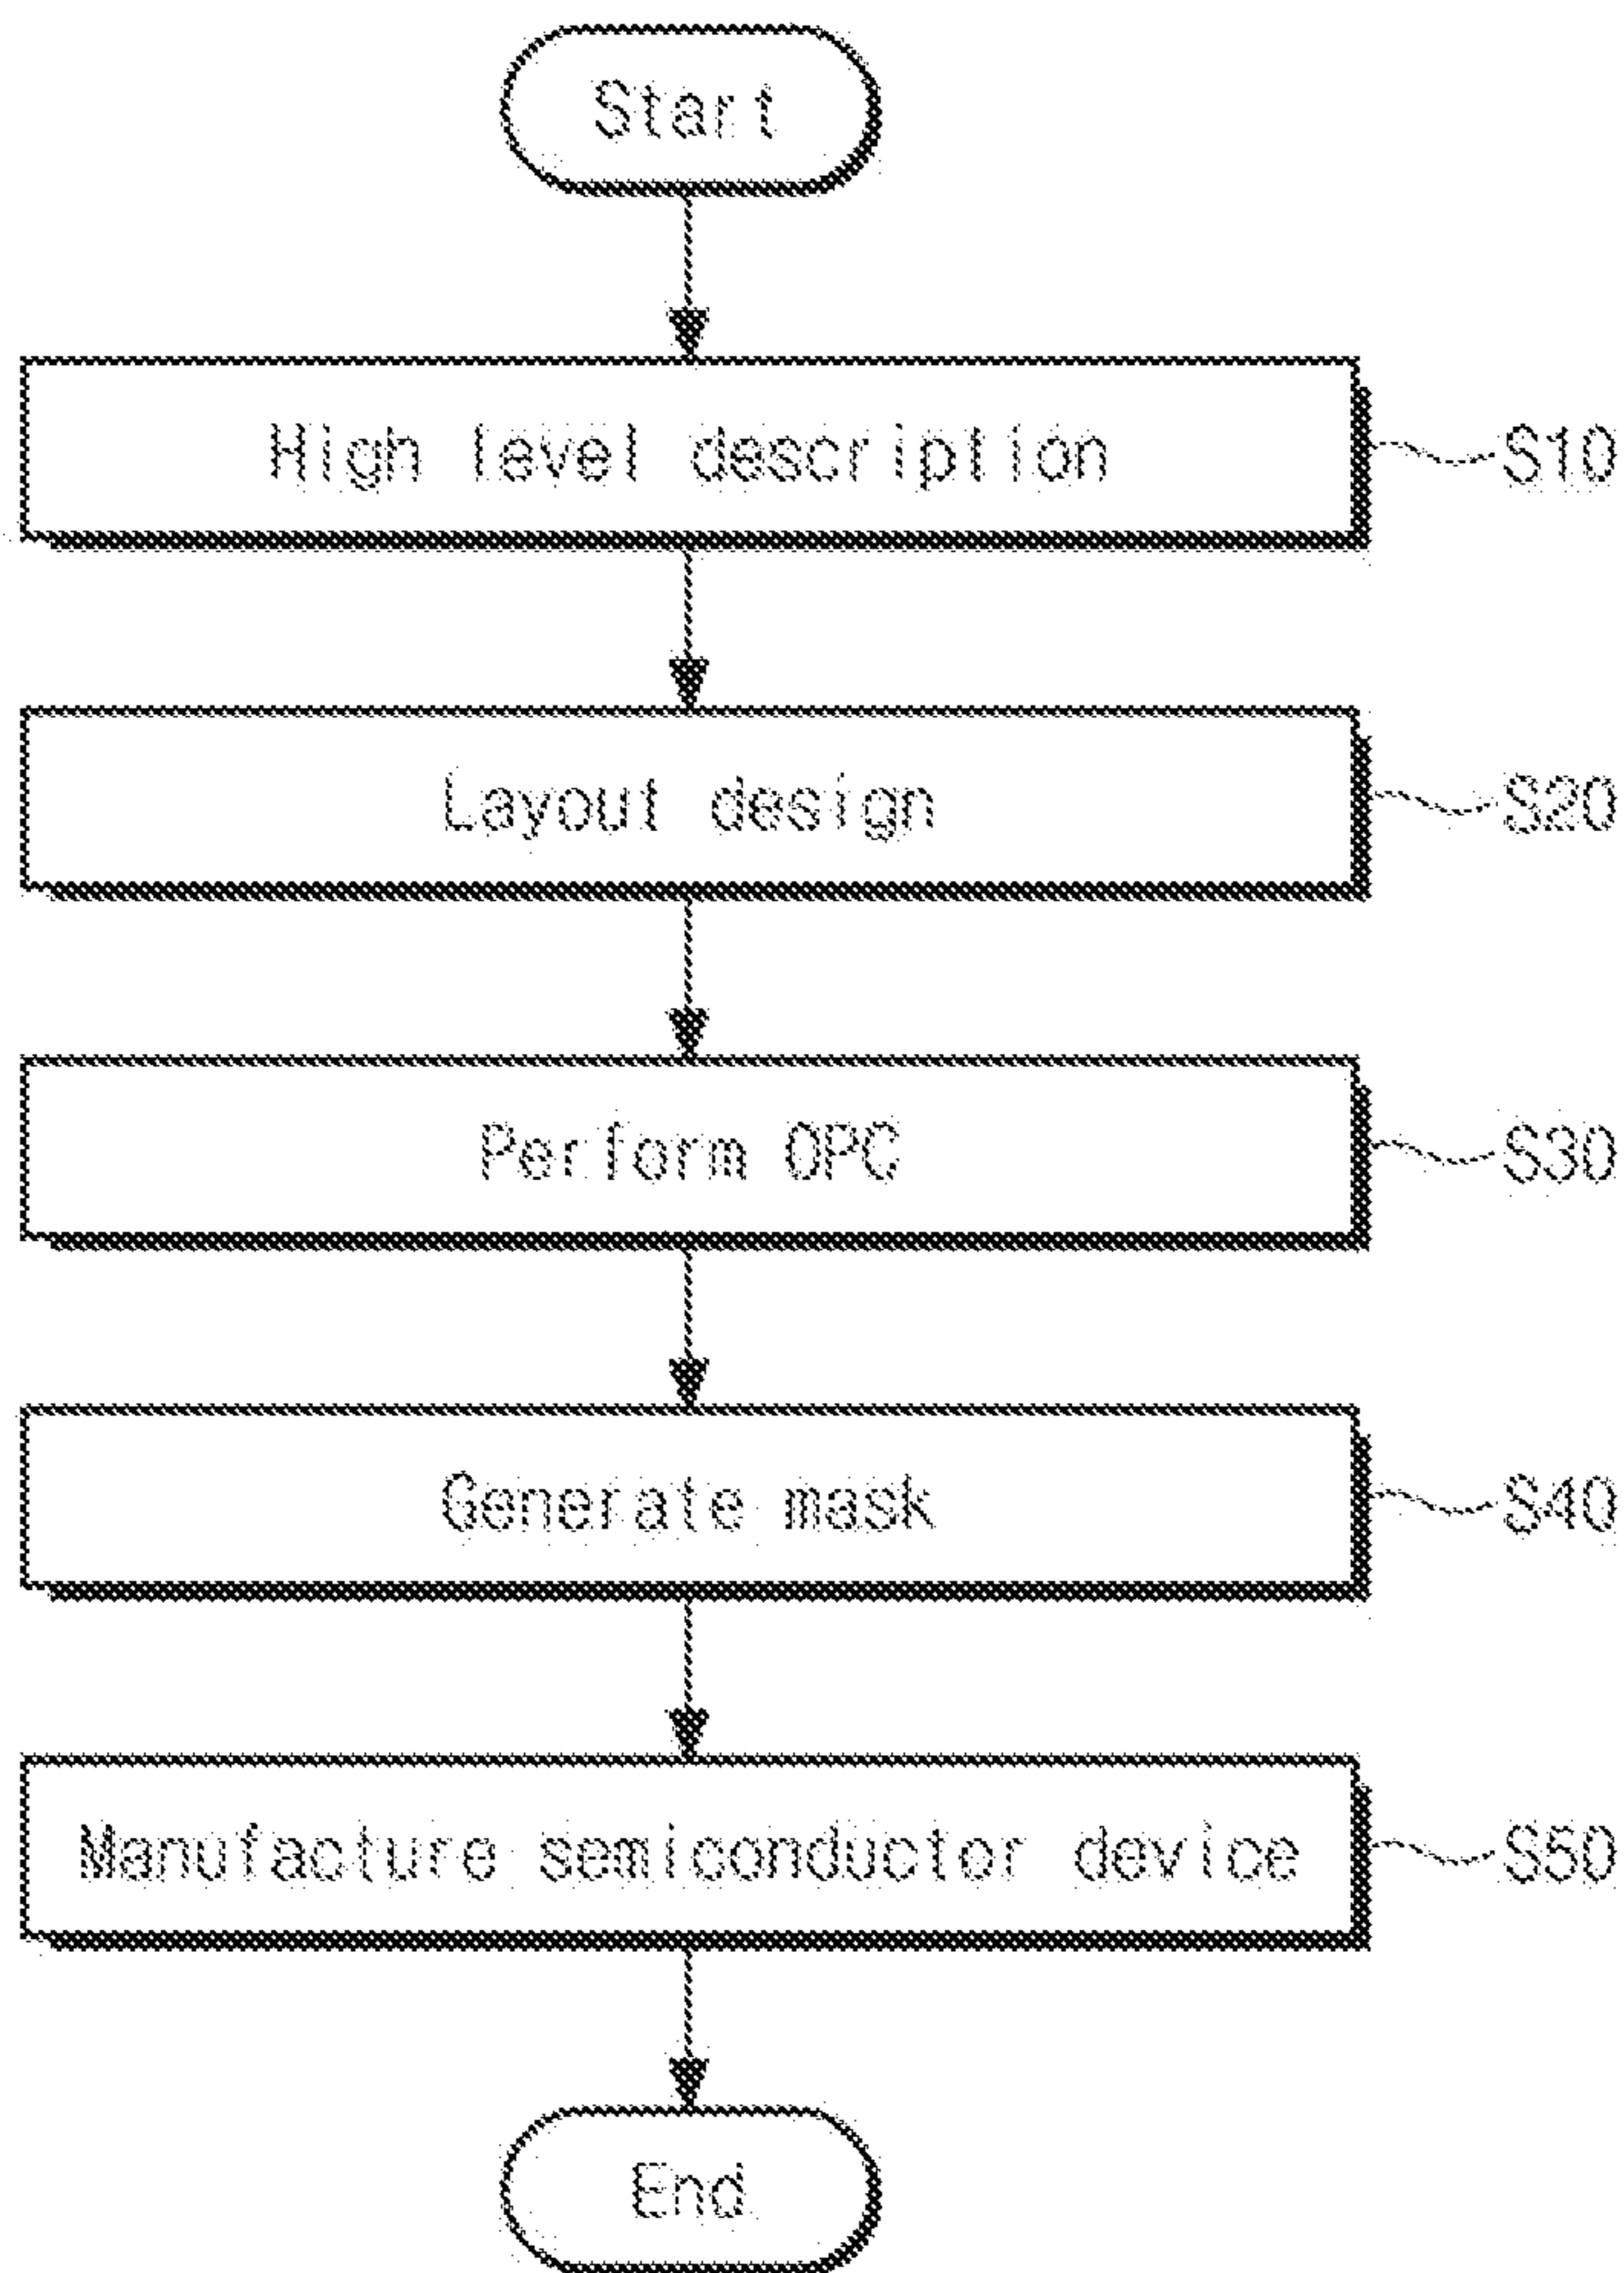 Start
High level description
S10
Layout design
S20
Perform OPC
S30
Generate mask
S40
Manufacture semiconductor device
S50
End